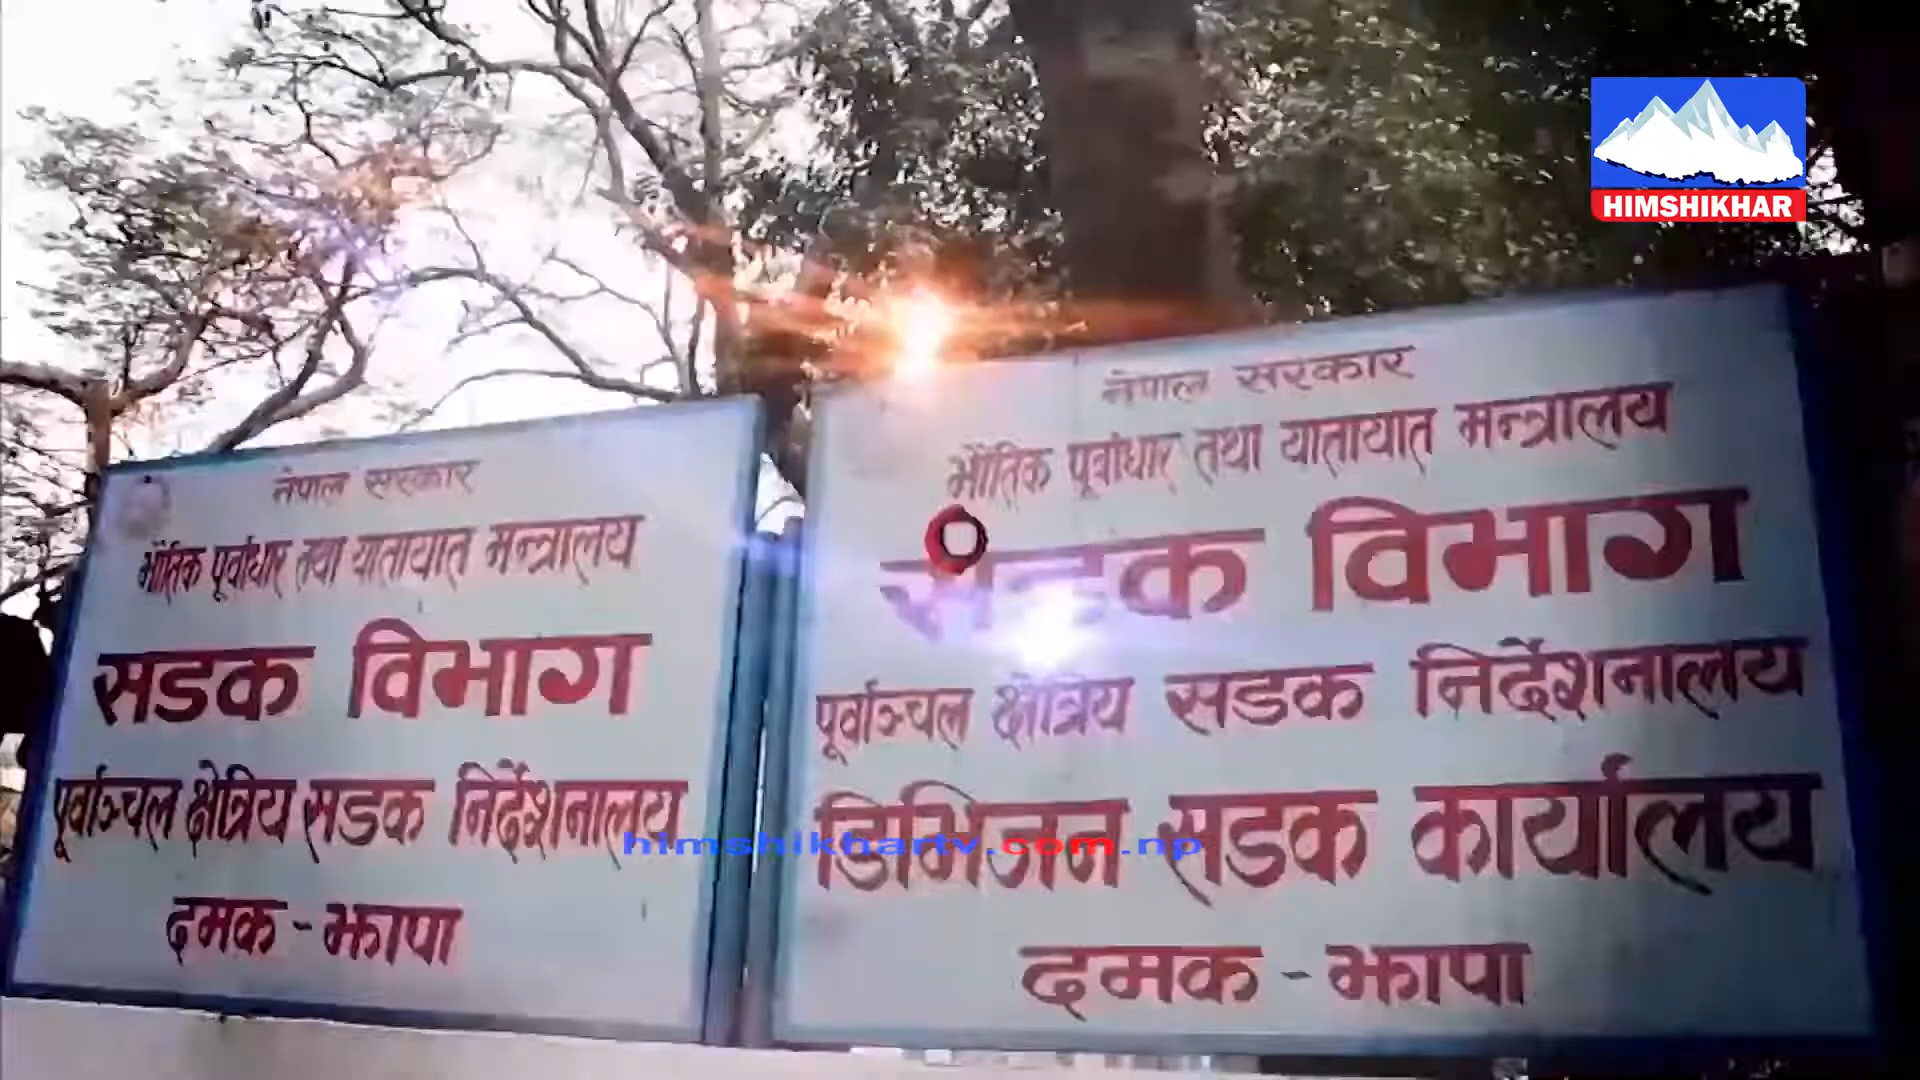 HIMSHIKHAR
नेपाल सरकार
भौतिक पूर्वाधार तथा यातायात मन्त्रालय
सडक विभाग
पूर्वाञ्चल क्षेत्रिय सडक निर्देशनालय
दमक - झापा
नेपाल सरकार
भौतिक पूर्वाधार तथा यातायात मन्त्रालय
सडक विभाग
पूर्वाञ्चल क्षेत्रिय सडक निर्देशनालय
डिभिजन सडक कार्यालय
दमक - झापा
himshikhartv.com.np